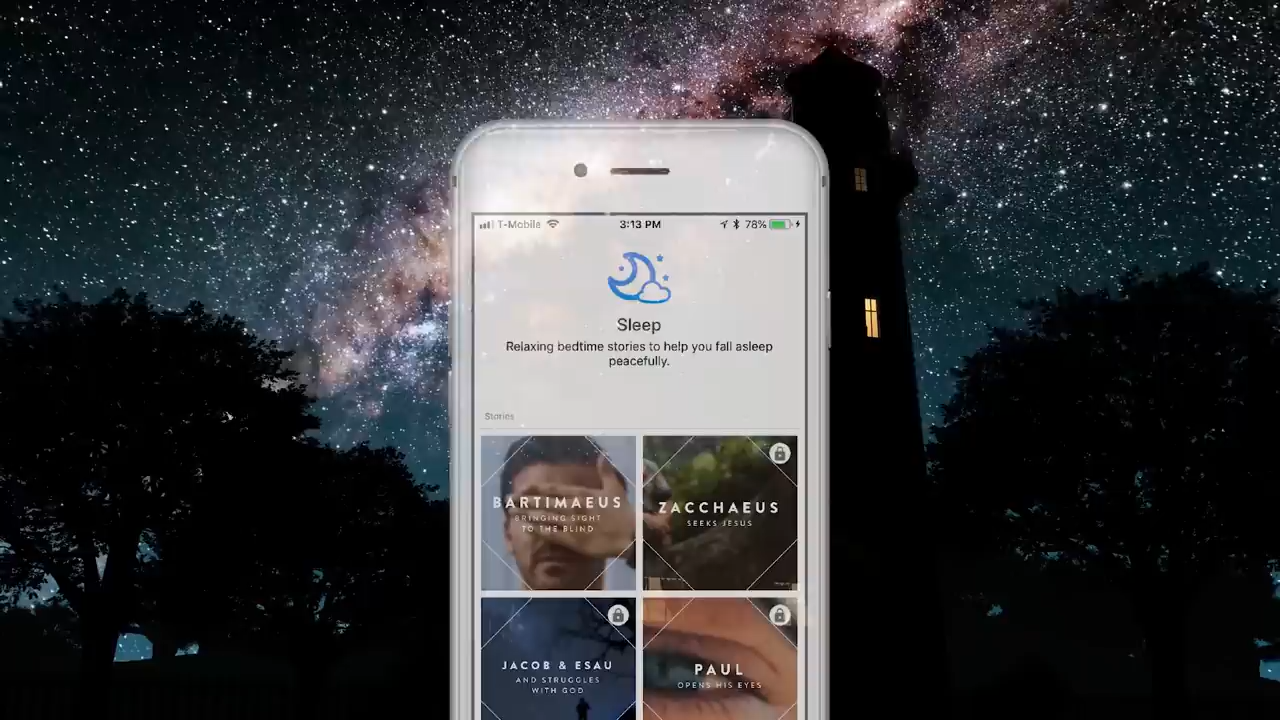 T-Mobile 3:13 PM 78%
Sleep
Relaxing bedtime stories to help you fall asleep
peacefully.
Stories
BARTIMAEUS
BRINGING SIGHT
TO THE BLIND
ZACCHAEUS
SEEKS JESUS
JACOB & ESAU
AND STRUGGLES
WITH GOD
PAUL
OPENS HIS EYES